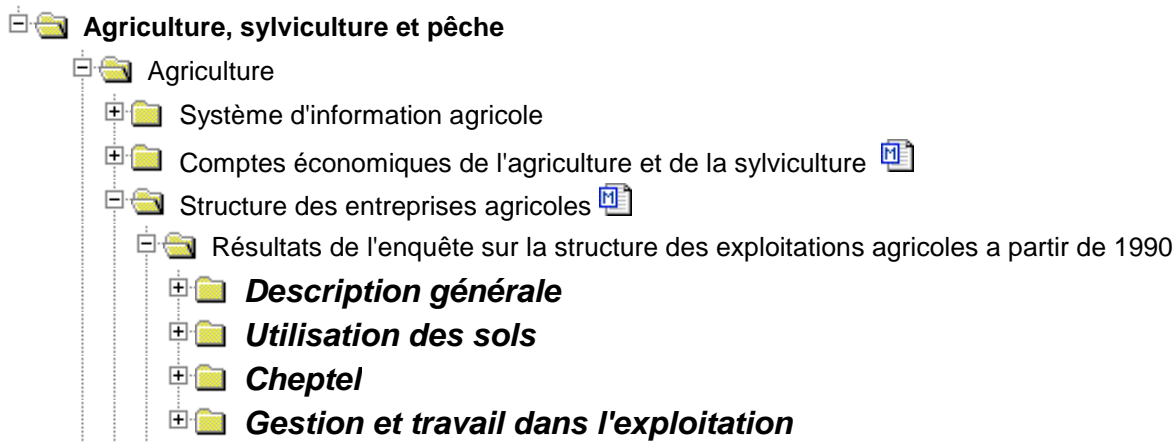 Agriculture, sylviculture et pêche
Agriculture
Système d'information agricole
Comptes économiques de l'agriculture et de la sylviculture M
Structure des entreprises agricoles M
Résultats de l'enquête sur la structure des exploitations agricoles a partir de 1990
Description générale
Utilisation des sols
Cheptel
Gestion et travail dans l'exploitation